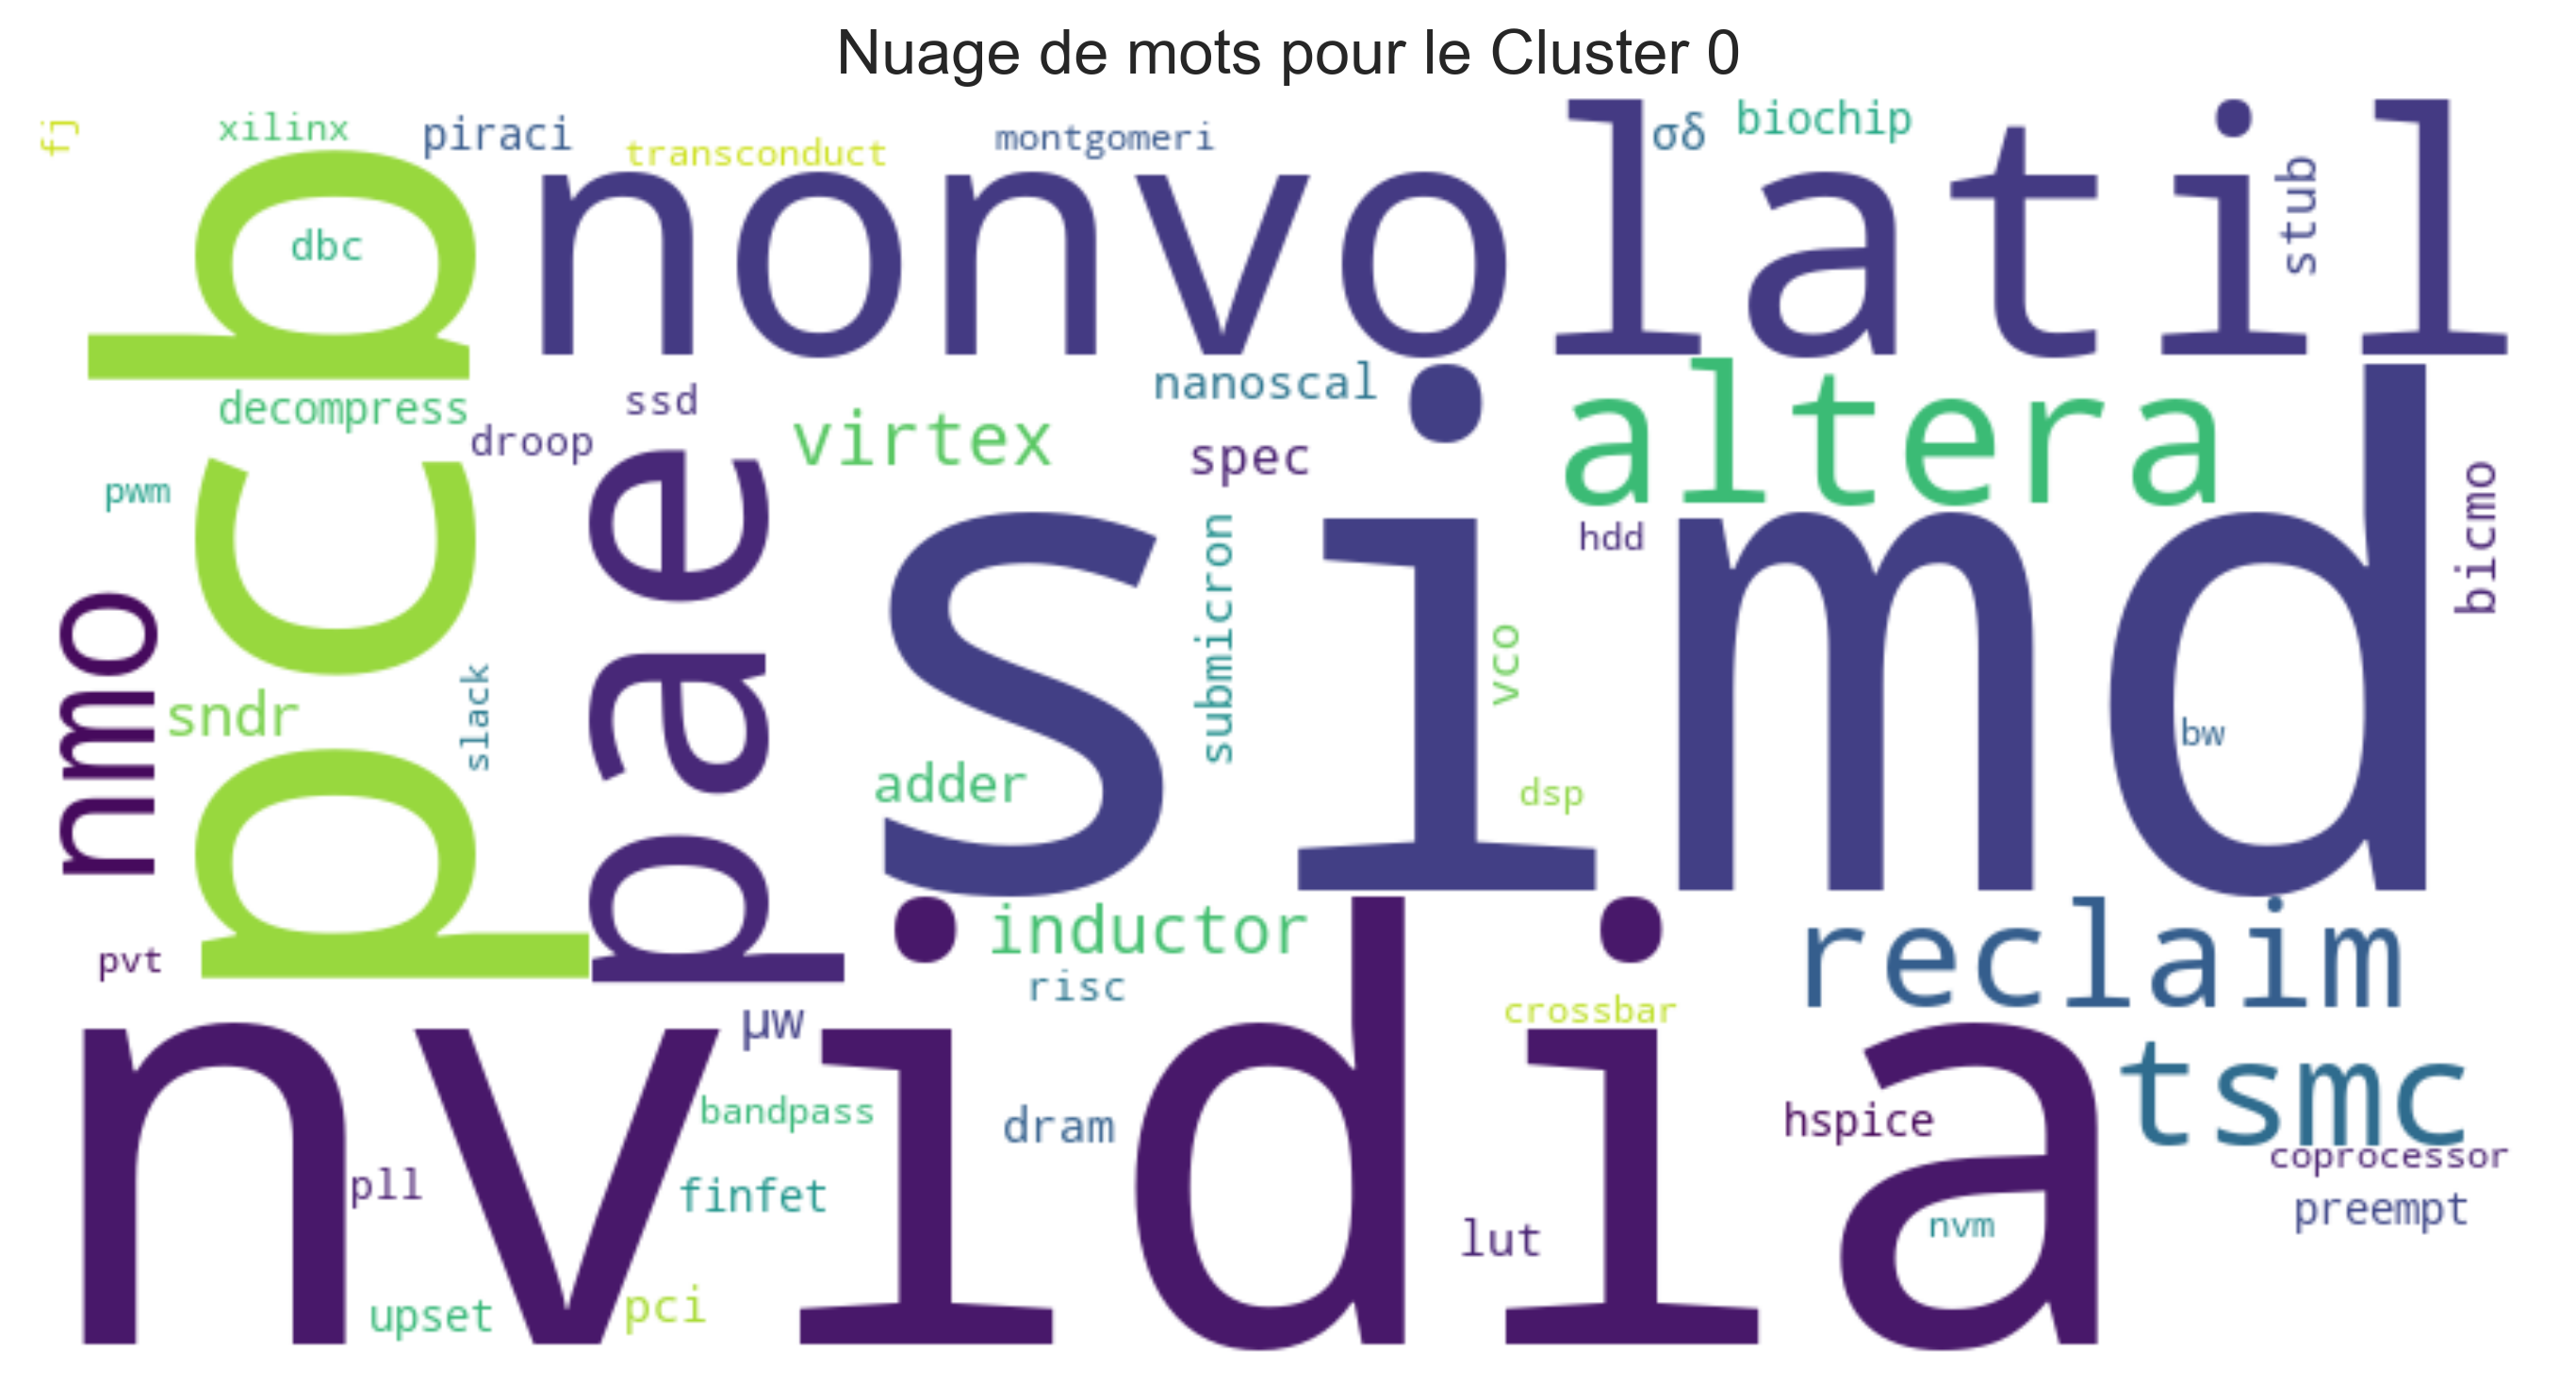 Nuage de mots pour le Cluster 0
fj
xilinx
piraci
transconduct
montgomeri
σδ
biochip
nonvolatil
stub
dbc
pcb
decompress
ssd
droop
virtex
nanoscal
spec
altera
pwm
hdd
bicmo
nmo
pae
simd
submicron
vco
sndr
slack
adder
dsp
bw
pvt
inductor
risc
reclaim
crossbar
µw
nvidia
tsmc
bandpass
dram
hspice
coprocessor
pll
finfet
preempt
lut
nvm
upset
pci